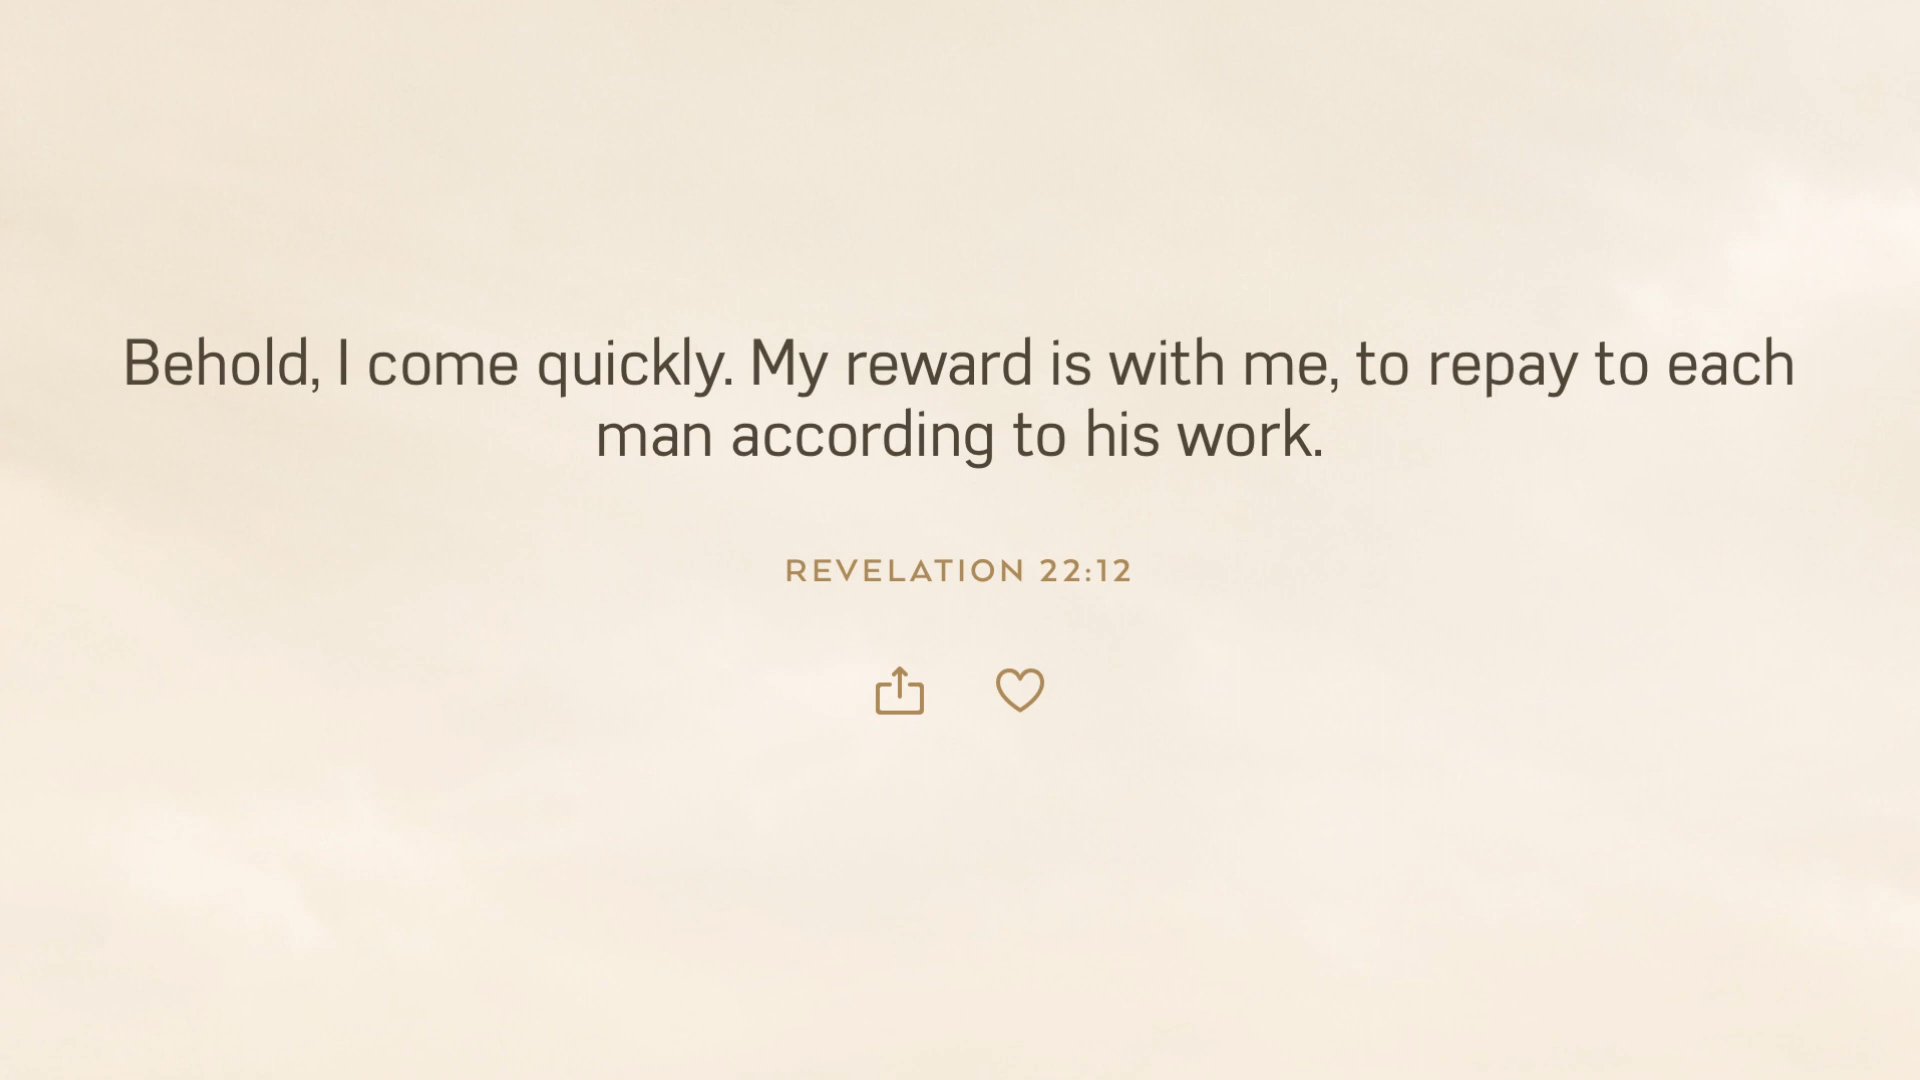 Behold, I come quickly. My reward is with me, to repay to each
man according to his work.
REVELATION 22:12